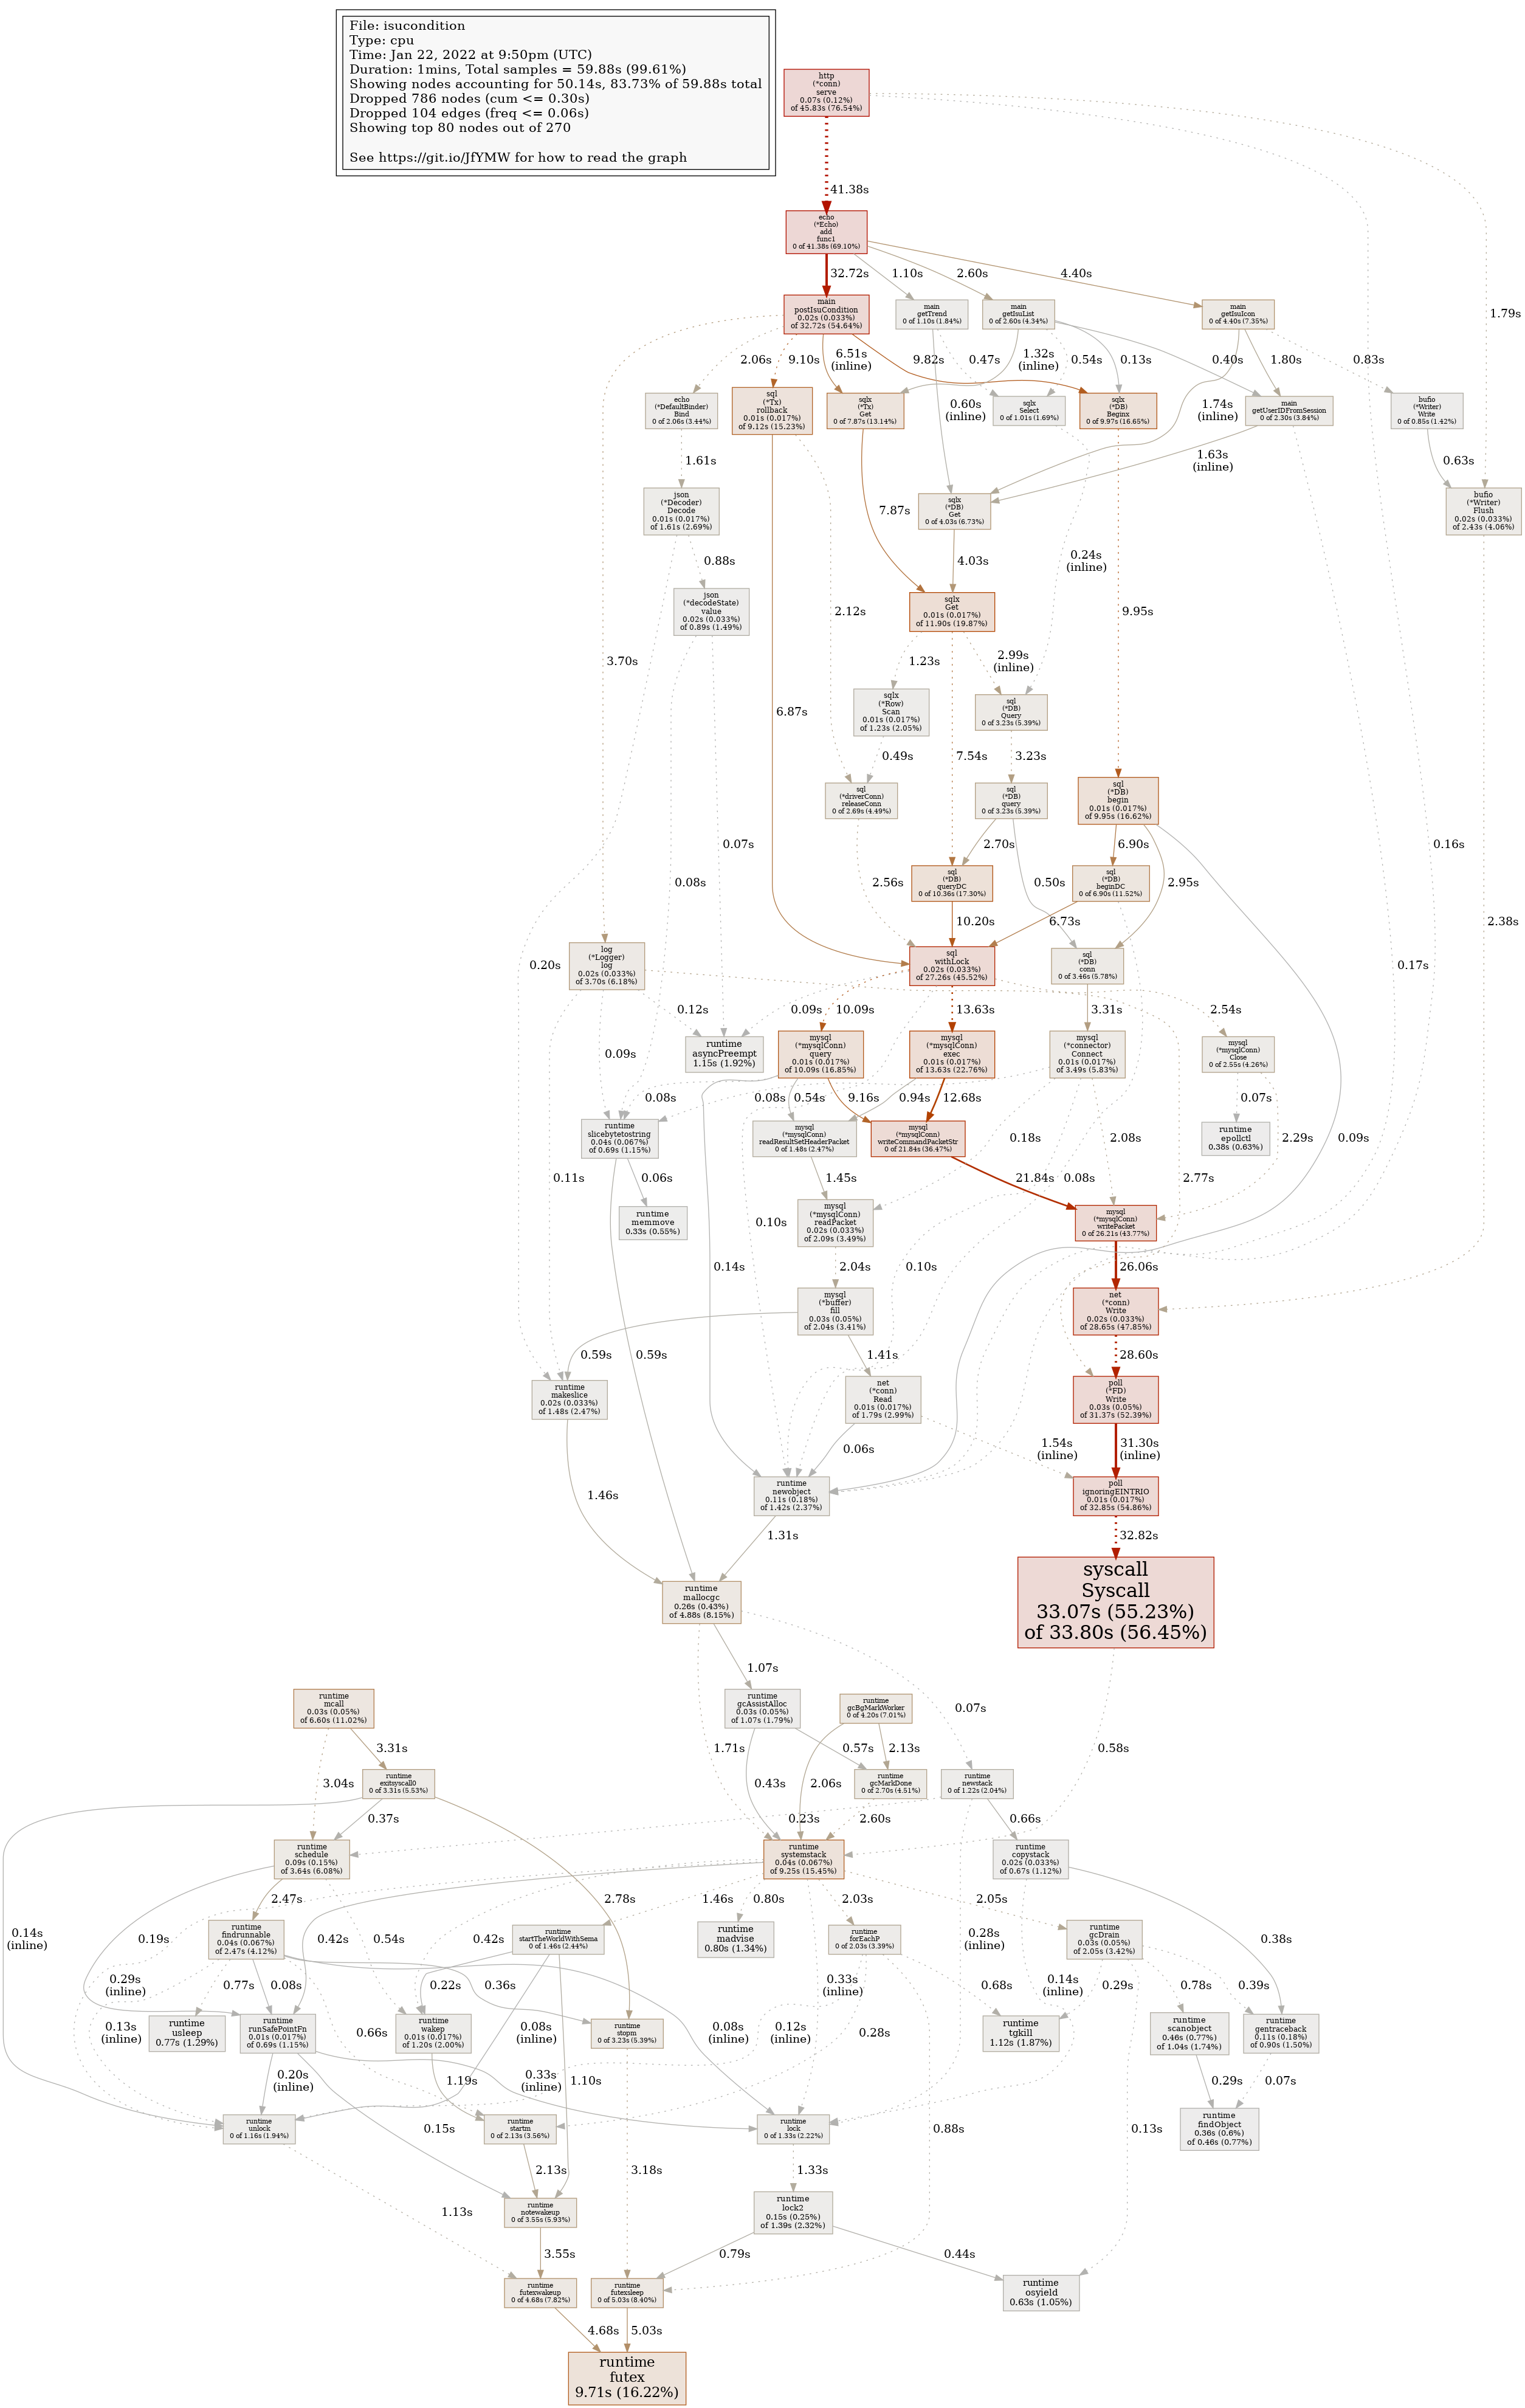 File: isucondition
Type: cpu
Time: Jan 22, 2022 at 9:50pm (UTC)
Duration: 1mins, Total samples = 59.88s (99.61%)
Showing nodes accounting for 50.14s, 83.73% of 59.88s total
Dropped 786 nodes (cum <= 0.30s)
Dropped 104 edges (freq <= 0.06s)
Showing top 80 nodes out of 270
See https://git.io/JfYMW for how to read the graph
http
(*conn)
serve
0.07s (0.12%)
of 45.83s (76.54%)
41.38s
echo
(*Echo)
add
func1
0 of 41.38s (69.10%)
32.72s
1.10s
2.60s
4.40s
1.79s
main
postIsuCondition
0.02s (0.033%)
of 32.72s (54.64%)
main
getTrend
0 of 1.10s (1.84%)
main
getIsuList
0 of 2.60s (4.34%)
main
getIsuIcon
0 of 4.40s (7.35%)
2.06s
9.10s
6.51s
(inline)
9.82s
0.47s
1.32s
(inline)
0.54s
0.13s
0.40s
1.80s
0.83s
echo
(*DefaultBinder)
Bind
0 of 2.06s (3.44%)
sql
(*Tx)
rollback
0.01s (0.017%)
of 9.12s (15.23%)
sqlx
(*Tx)
Get
0 of 7.87s (13.14%)
sqlx
Select
0 of 1.01s (1.69%)
sqlx
(*DB)
Beginx
0 of 9.97s (16.65%)
main
getUserIDFromSession
0 of 2.30s (3.84%)
bufio
(*Writer)
Write
0 of 0.85s (1.42%)
0.60s
(inline)
1.74s
(inline)
1.61s
1.63s
(inline)
0.63s
json
(*Decoder)
Decode
0.01s (0.017%)
of 1.61s (2.69%)
7.87s
sqlx
(*DB)
Get
0 of 4.03s (6.73%)
bufio
(*Writer)
Flush
0.02s (0.033%)
of 2.43s (4.06%)
0.88s
4.03s
0.24s
(inline)
json
(*decodeState)
value
0.02s (0.033%)
of 0.89s (1.49%)
2.12s
sqlx
Get
0.01s (0.017%)
of 11.90s (19.87%)
9.95s
3.70s
1.23s
2.99s
(inline)
6.87s
sqlx
(*Row)
Scan
0.01s (0.017%)
of 1.23s (2.05%)
sql
(*DB)
Query
0 of 3.23s (5.39%)
0.49s
7.54s
3.23s
sql
(*driverConn)
releaseConn
0 of 2.69s (4.49%)
sql
(*DB)
query
0 of 3.23s (5.39%)
sql
(*DB)
begin
0.01s (0.017%)
of 9.95s (16.62%)
0.07s
2.70s
6.90s
0.16s
0.08s
2.56s
sql
(*DB)
queryDC
0 of 10.36s (17.30%)
0.50s
sql
(*DB)
beginDC
0 of 6.90s (11.52%)
2.95s
10.20s
6.73s
2.38s
0.20s
log
(*Logger)
log
0.02s (0.033%)
of 3.70s (6.18%)
sql
withLock
0.02s (0.033%)
of 27.26s (45.52%)
sql
(*DB)
conn
0 of 3.46s (5.78%)
0.17s
0.12s
0.09s
10.09s
13.63s
3.31s
2.54s
0.09s
runtime
asyncPreempt
1.15s (1.92%)
mysql
(*mysqlConn)
query
0.01s (0.017%)
of 10.09s (16.85%)
mysql
(*mysqlConn)
exec
0.01s (0.017%)
of 13.63s (22.76%)
mysql
(*connector)
Connect
0.01s (0.017%)
of 3.49s (5.83%)
mysql
(*mysqlConn)
Close
0 of 2.55s (4.26%)
0.08s
0.08s
0.54s
9.16s
0.94s
12.68s
0.07s
0.09s
runtime
slicebytetostring
0.04s (0.067%)
of 0.69s (1.15%)
mysql
(*mysqlConn)
readResultSetHeaderPacket
0 of 1.48s (2.47%)
mysql
(*mysqlConn)
writeCommandPacketStr
0 of 21.84s (36.47%)
0.18s
2.08s
runtime
epollctl
0.38s (0.63%)
2.29s
0.11s
0.06s
1.45s
21.84s
0.08s
2.77s
runtime
memmove
0.33s (0.55%)
0.10s
mysql
(*mysqlConn)
readPacket
0.02s (0.033%)
of 2.09s (3.49%)
mysql
(*mysqlConn)
writePacket
0 of 26.21s (43.77%)
0.14s
2.04s
0.10s
26.06s
mysql
(*buffer)
fill
0.03s (0.05%)
of 2.04s (3.41%)
net
(*conn)
Write
0.02s (0.033%)
of 28.65s (47.85%)
0.59s
0.59s
1.41s
28.60s
runtime
makeslice
0.02s (0.033%)
of 1.48s (2.47%)
net
(*conn)
Read
0.01s (0.017%)
of 1.79s (2.99%)
poll
(*FD)
Write
0.03s (0.05%)
of 31.37s (52.39%)
0.06s
1.54s
(inline)
31.30s
(inline)
1.46s
runtime
newobject
0.11s (0.18%)
of 1.42s (2.37%)
poll
ignoringEINTRIO
0.01s (0.017%)
of 32.85s (54.86%)
1.31s
32.82s
runtime
mallocgc
0.26s (0.43%)
of 4.88s (8.15%)
syscall
Syscall
33.07s (55.23%)
of 33.80s (56.45%)
1.07s
0.07s
runtime
mcall
0.03s (0.05%)
of 6.60s (11.02%)
runtime
gcAssistAlloc
0.03s (0.05%)
of 1.07s (1.79%)
runtime
gcBgMarkWorker
0 of 4.20s (7.01%)
3.31s
1.71s
0.57s
2.13s
0.58s
3.04s
runtime
exitsyscall0
0 of 3.31s (5.53%)
0.43s
2.06s
runtime
gcMarkDone
0 of 2.70s (4.51%)
runtime
newstack
0 of 1.22s (2.04%)
0.37s
0.23s
2.60s
0.66s
runtime
schedule
0.09s (0.15%)
of 3.64s (6.08%)
runtime
systemstack
0.04s (0.067%)
of 9.25s (15.45%)
runtime
copystack
0.02s (0.033%)
of 0.67s (1.12%)
2.47s
2.78s
1.46s
0.80s
2.03s
2.05s
0.14s
(inline)
0.19s
runtime
findrunnable
0.04s (0.067%)
of 2.47s (4.12%)
0.42s
0.54s
0.42s
runtime
startTheWorldWithSema
0 of 1.46s (2.44%)
runtime
madvise
0.80s (1.34%)
runtime
forEachP
0 of 2.03s (3.39%)
0.28s
(inline)
runtime
gcDrain
0.03s (0.05%)
of 2.05s (3.42%)
0.38s
0.29s
(inline)
0.77s
0.08s
0.22s
0.36s
0.33s
(inline)
0.68s
0.14s
(inline)
0.29s
0.78s
0.39s
0.13s
(inline)
runtime
usleep
0.77s (1.29%)
runtime
runSafePointFn
0.01s (0.017%)
of 0.69s (1.15%)
0.66s
runtime
wakep
0.01s (0.017%)
of 1.20s (2.00%)
0.08s
(inline)
runtime
stopm
0 of 3.23s (5.39%)
0.08s
(inline)
0.12s
(inline)
0.28s
runtime
tgkill
1.12s (1.87%)
runtime
scanobject
0.46s (0.77%)
of 1.04s (1.74%)
runtime
gentraceback
0.11s (0.18%)
of 0.90s (1.50%)
0.20s
(inline)
1.19s
0.33s
(inline)
1.10s
0.29s
0.07s
runtime
unlock
0 of 1.16s (1.94%)
0.15s
runtime
startm
0 of 2.13s (3.56%)
runtime
lock
0 of 1.33s (2.22%)
0.88s
0.13s
runtime
findObject
0.36s (0.6%)
of 0.46s (0.77%)
2.13s
3.18s
1.33s
1.13s
runtime
notewakeup
0 of 3.55s (5.93%)
runtime
lock2
0.15s (0.25%)
of 1.39s (2.32%)
3.55s
0.79s
0.44s
runtime
futexwakeup
0 of 4.68s (7.82%)
runtime
futexsleep
0 of 5.03s (8.40%)
runtime
osyield
0.63s (1.05%)
4.68s
5.03s
runtime
futex
9.71s (16.22%)